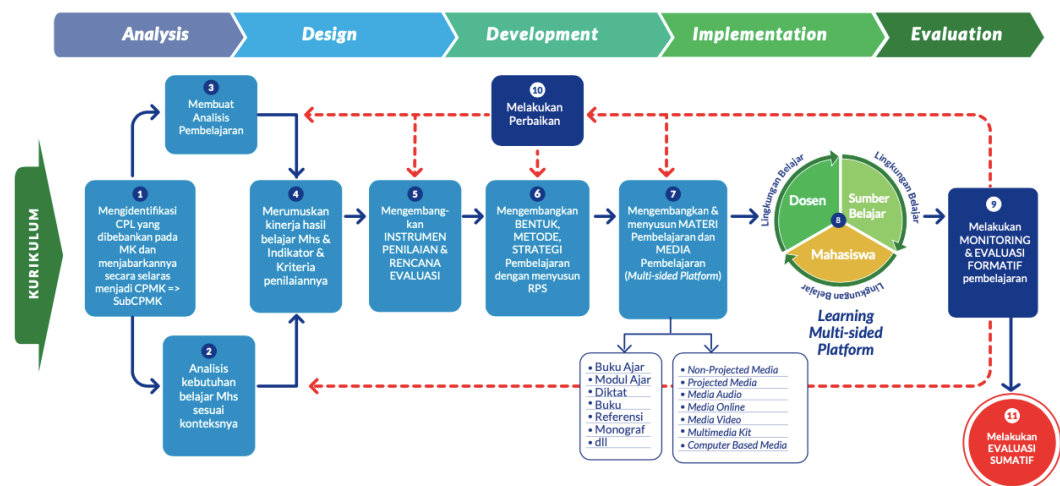 Analysis
Design
Development
Implementation
Evaluation
KURIKULUM
1
Mengidentifikasi
CPL yang
dibebankan pada
MK dan
menjabarkannya
secara selaras
menjadi CPMK =>
SubCPMK
2
Analisis
kebutuhan
belajar Mhs
sesuai
konteksnya
3
Membuat
Analisis
Pembelajaran
4
Merumuskan
kinerja hasil
belajar Mhs &
Indikator &
Kriteria
penilaiannya
5
Mengembang-
kan
INSTRUMEN
PENILAIAN &
RENCANA
EVALUASI
6
Mengembangkan
BENTUK,
METODE,
STRATEGI
Pembelajaran
dengan menyusun
RPS
7
Mengembangkan &
menyusun MATERI
Pembelajaran dan
MEDIA
Pembelajaran
(Multi-sided Platform)
• Buku Ajar
• Modul Ajar
• Diktat
• Buku
• Referensi
• Monograf
• dll
• Non-Projected Media
• Projected Media
• Media Audio
• Media Online
• Media Video
• Multimedia Kit
• Computer Based Media
8
Dosen
Sumber
Belajar
Mahasiswa
Lingkungan Belajar
Lingkungan Belajar
Lingkungan Belajar
Learning
Multi-sided
Platform
9
Melakukan
MONITORING
& EVALUASI
FORMATIF
pembelajaran
10
Melakukan
Perbaikan
11
Melakukan
EVALUASI
SUMATIF